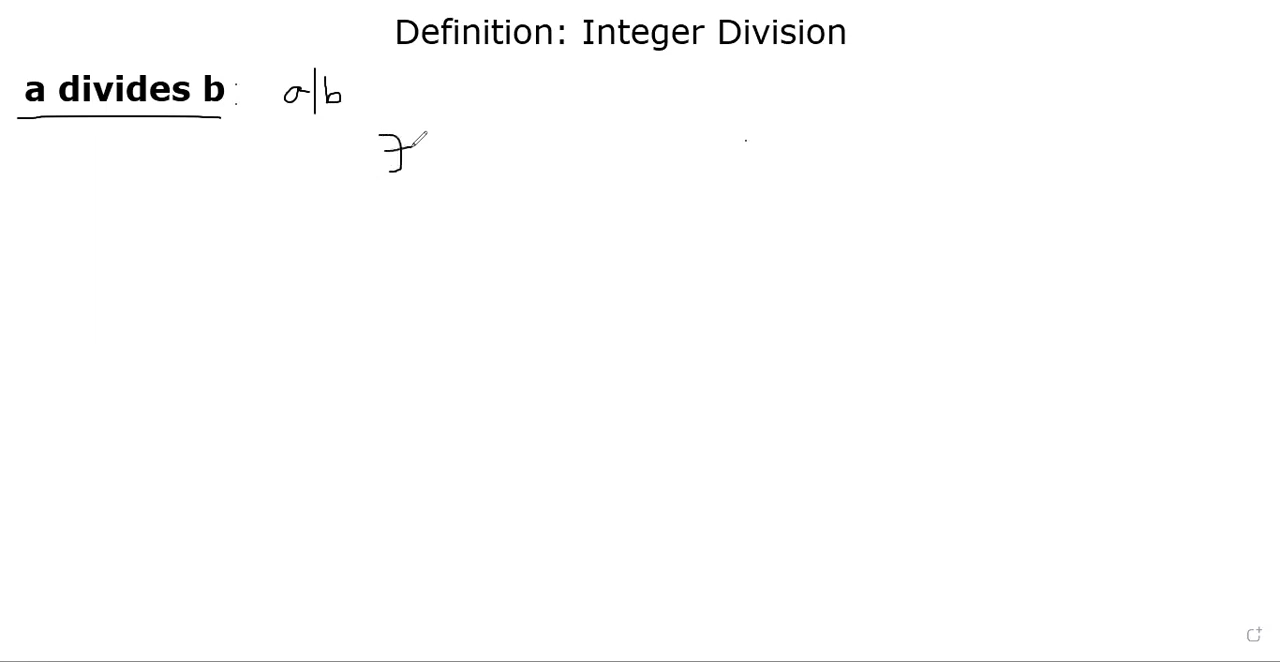 Definition: Integer Division
a divides b: a|b
∃